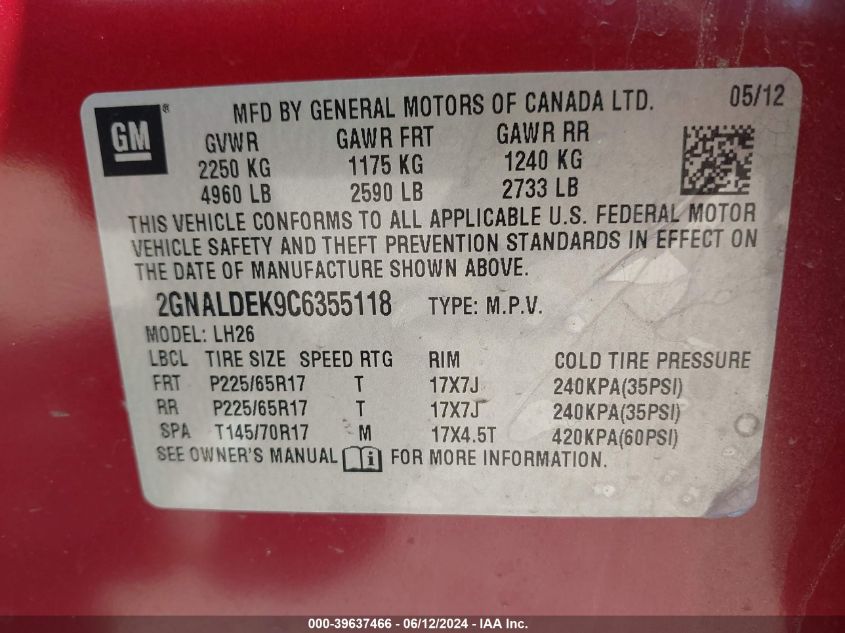 GM ® MFD BY GENERAL MOTORS OF CANADA LTD. 05/12
GVWR GAWR FRT GAWR RR
2250 KG 1175 KG 1240 KG
4960 LB 2590 LB 2733 LB
THIS VEHICLE CONFORMS TO ALL APPLICABLE U.S. FEDERAL MOTOR
VEHICLE SAFETY AND THEFT PREVENTION STANDARDS IN EFFECT ON
THE DATE OF MANUFACTURE SHOWN ABOVE.
2GNALDEK9C6355118 TYPE: M.P.V.
MODEL: LH26
LBCL TIRE SIZE SPEED RTG RIM COLD TIRE PRESSURE
FRT P225/65R17 T 17X7J 240KPA(35PSI)
RR P225/65R17 T 17X7J 240KPA(35PSI)
SPA T145/70R17 M 17X4.5T 420KPA(60PSI)
SEE OWNER'S MANUAL i FOR MORE INFORMATION.
000-39637466 - 06/12/2024 - IAA Inc.